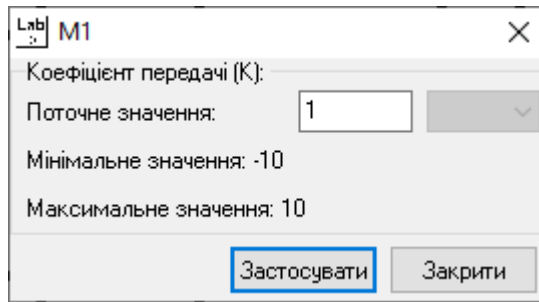 Lab
:> M1
Коефіцієнт передачі (K):
Поточне значення: 1
Мінімальне значення: -10
Максимальне значення: 10
Застосувати Закрити